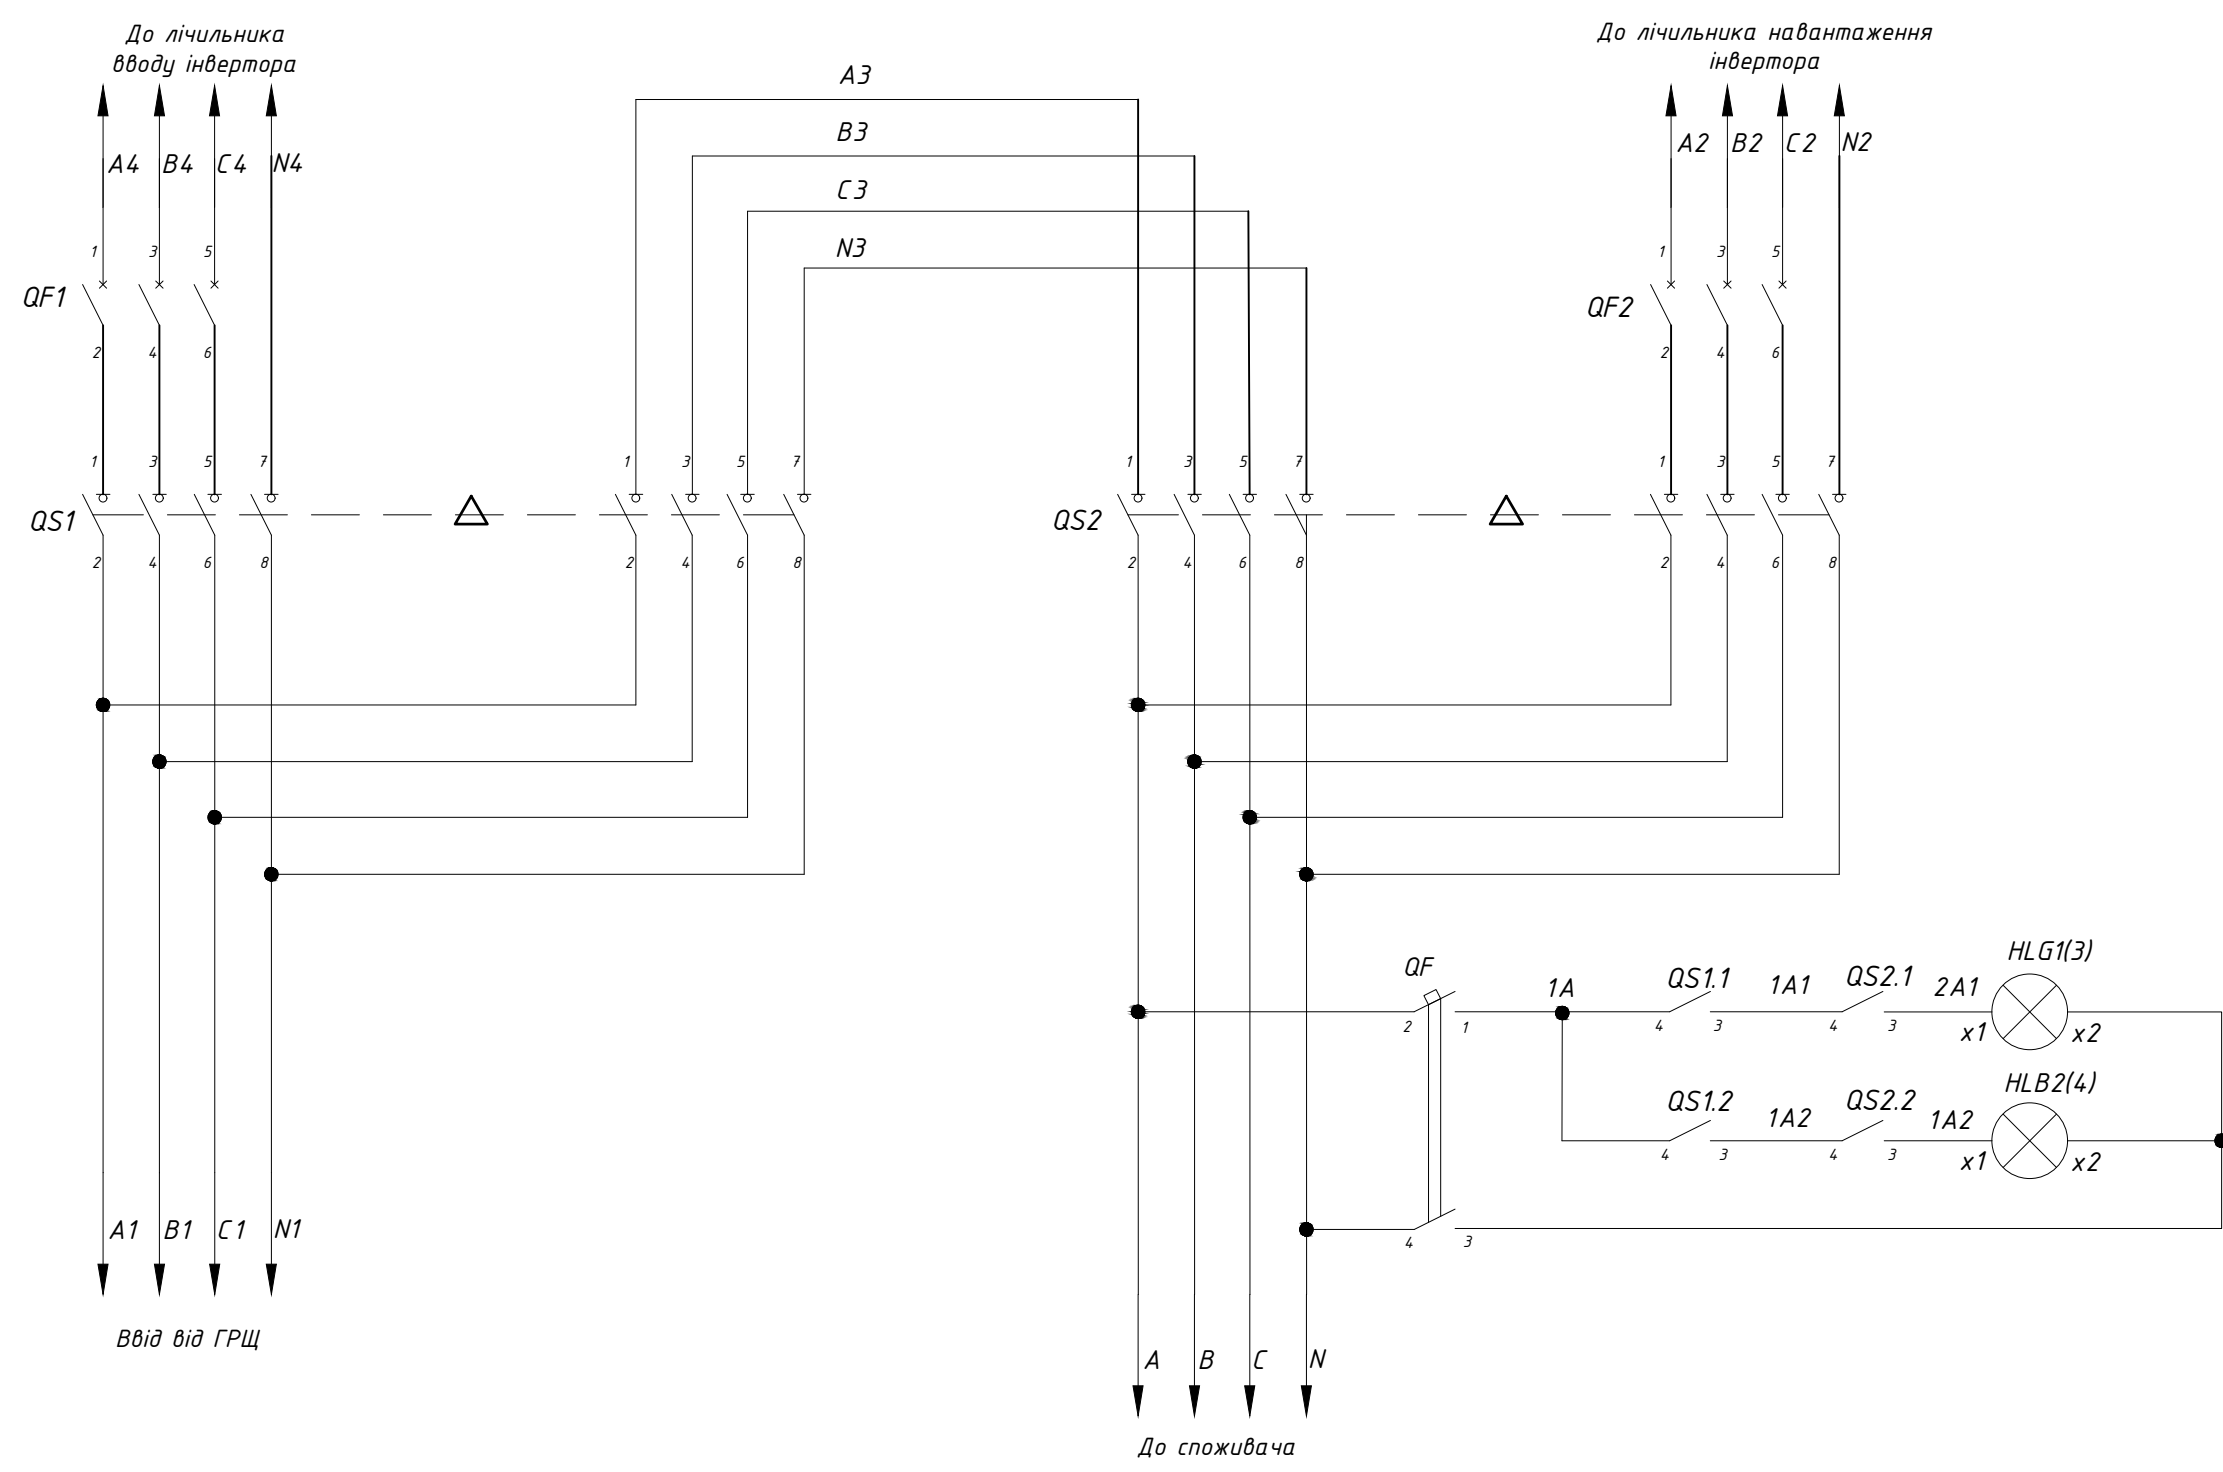 До лічильника
вводу інвертора
До лічильника навантаження
інвертора
A3
B3
C3
N3
A4 B4 C4 N4
A2 B2 C2 N2
1 3 5
1 3 5
QF1
QF2
2 4 6
2 4 6
1 3 5 7
1 3 5 7
1 3 5 7
1 3 5 7
QS1
QS2
2 4 6 8
2 4 6 8
2 4 6 8
2 4 6 8
HLG1(3)
QF
1A
QS1.1
1A1
QS2.1
2A1
2 1
4 3
4 3
x1 x2
HLB2(4)
QS1.2
1A2
QS2.2
1A2
4 3
4 3
x1 x2
A1 B1 C1 N1
4 3
Ввід від ГРЩ
A B C N
До споживача